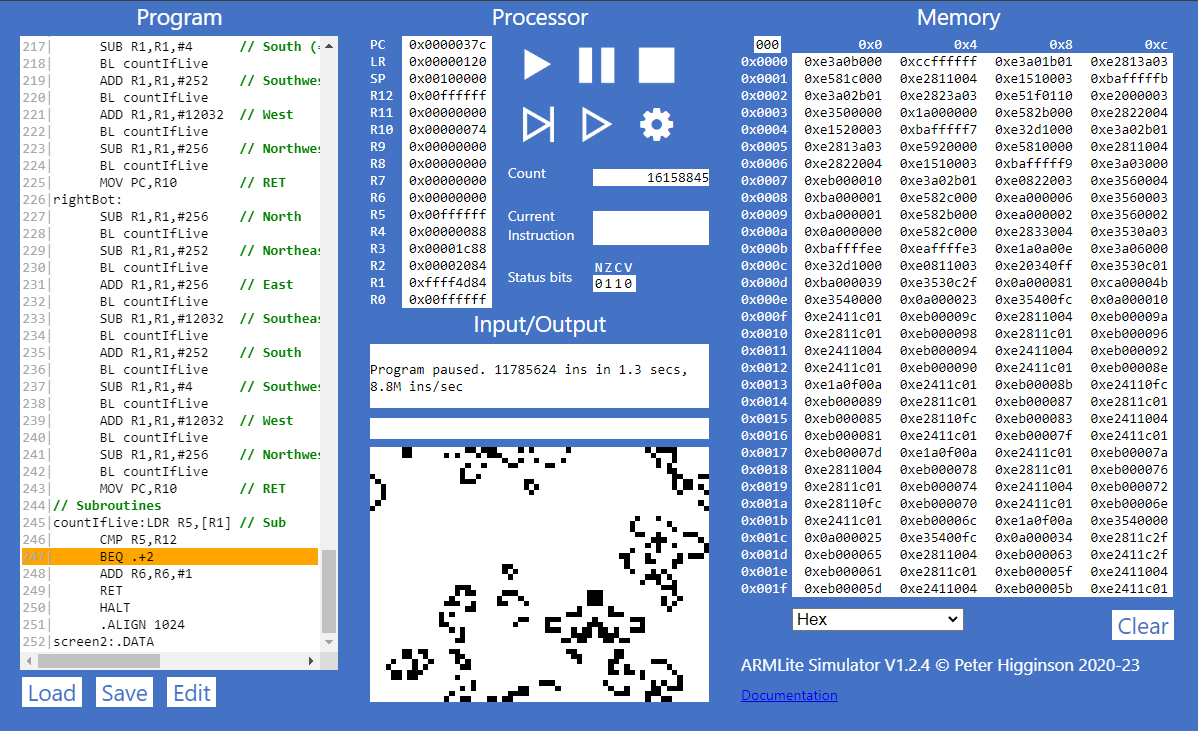 Program
217| SUB R1,R1,#4 // South (=
218| BL countIfLive
219| ADD R1,R1,#252 // Southwes
220| BL countIfLive
221| ADD R1,R1,#12032 // West
222| BL countIfLive
223| SUB R1,R1,#256 // Northwes
224| BL countIfLive
225| MOV PC,R10 // RET
226|rightBot:
227| SUB R1,R1,#256 // North
228| BL countIfLive
229| SUB R1,R1,#252 // Northeas
230| BL countIfLive
231| ADD R1,R1,#256 // East
232| BL countIfLive
233| SUB R1,R1,#12032 // Southeas
234| BL countIfLive
235| ADD R1,R1,#252 // South
236| BL countIfLive
237| SUB R1,R1,#4 // Southwes
238| BL countIfLive
239| ADD R1,R1,#12032 // West
240| BL countIfLive
241| SUB R1,R1,#256 // Northwes
242| BL countIfLive
243| MOV PC,R10 // RET
244|// Subroutines
245|countIfLive:LDR R5,[R1] // Sub
246| CMP R5,R12
247| BEQ .+2
248| ADD R6,R6,#1
249| RET
250| HALT
251| .ALIGN 1024
252|screen2:.DATA
Load Save Edit
Processor
PC 0x0000037c
LR 0x00000120
SP 0x00100000
R12 0x00ffffff
R11 0x00000000
R10 0x00000074
R9 0x00000000
R8 0x00000000
R7 0x00000000
R6 0x00000000
R5 0x00ffffff
R4 0x00000088
R3 0x00001c88
R2 0x00002084
R1 0xffff4d84
R0 0x00ffffff
Count 16158845
Current
Instruction
NZCV
Status bits 0110
Input/Output
Program paused. 11785624 ins in 1.3 secs,
8.8M ins/sec
Memory
000 0x0 0x4 0x8 0xc
0x0000 0xe3a0b000 0xccffffff 0xe3a01b01 0xe2813a03
0x0001 0xe581c000 0xe2811004 0xe1510003 0xbafffffb
0x0002 0xe3a02b01 0xe2823a03 0xe51f0110 0xe2000003
0x0003 0xe3500000 0x1a000000 0xe582b000 0xe2822004
0x0004 0xe1520003 0xbafffff7 0xe32d1000 0xe3a02b01
0x0005 0xe2813a03 0xe5920000 0xe5810000 0xe2811004
0x0006 0xe2822004 0xe1510003 0xbafffff9 0xe3a03000
0x0007 0xeb000010 0xe3a02b01 0xe0822003 0xe3560004
0x0008 0xba000001 0xe582c000 0xea000006 0xe3560003
0x0009 0xba000001 0xe582b000 0xea000002 0xe3560002
0x000a 0x0a000000 0xe582c000 0xe2833004 0xe3530a03
0x000b 0xbaffffee 0xeaffffe3 0xe1a0a00e 0xe3a06000
0x000c 0xe32d1000 0xe0811003 0xe20340ff 0xe3530c01
0x000d 0xba000039 0xe3530c2f 0x0a000081 0xca00004b
0x000e 0xe3540000 0x0a000023 0xe35400fc 0x0a000010
0x000f 0xe2411c01 0xeb00009c 0xe2811004 0xeb00009a
0x0010 0xe2811c01 0xeb000098 0xe2811c01 0xeb000096
0x0011 0xe2411004 0xeb000094 0xe2411004 0xeb000092
0x0012 0xe2411c01 0xeb000090 0xe2411c01 0xeb00008e
0x0013 0xe1a0f00a 0xe2411c01 0xeb00008b 0xe24110fc
0x0014 0xeb000089 0xe2811c01 0xeb000087 0xe2811c01
0x0015 0xeb000085 0xe28110fc 0xeb000083 0xe2411004
0x0016 0xeb000081 0xe2411c01 0xeb00007f 0xe2411c01
0x0017 0xeb00007d 0xe1a0f00a 0xe2411c01 0xeb00007a
0x0018 0xe2811004 0xeb000078 0xe2811c01 0xeb000076
0x0019 0xe2811c01 0xeb000074 0xe2411004 0xeb000072
0x001a 0xe28110fc 0xeb000070 0xe2411c01 0xeb00006e
0x001b 0xe2411c01 0xeb00006c 0xe1a0f00a 0xe3540000
0x001c 0x0a000025 0xe35400fc 0x0a000034 0xe2811c2f
0x001d 0xeb000065 0xe2811004 0xeb000063 0xe2411c2f
0x001e 0xeb000061 0xe2811c01 0xeb00005f 0xe2411004
0x001f 0xeb00005d 0xe2411004 0xeb00005b 0xe2411c01
Hex
Clear
ARMLite Simulator V1.2.4 © Peter Higginson 2020-23
Documentation